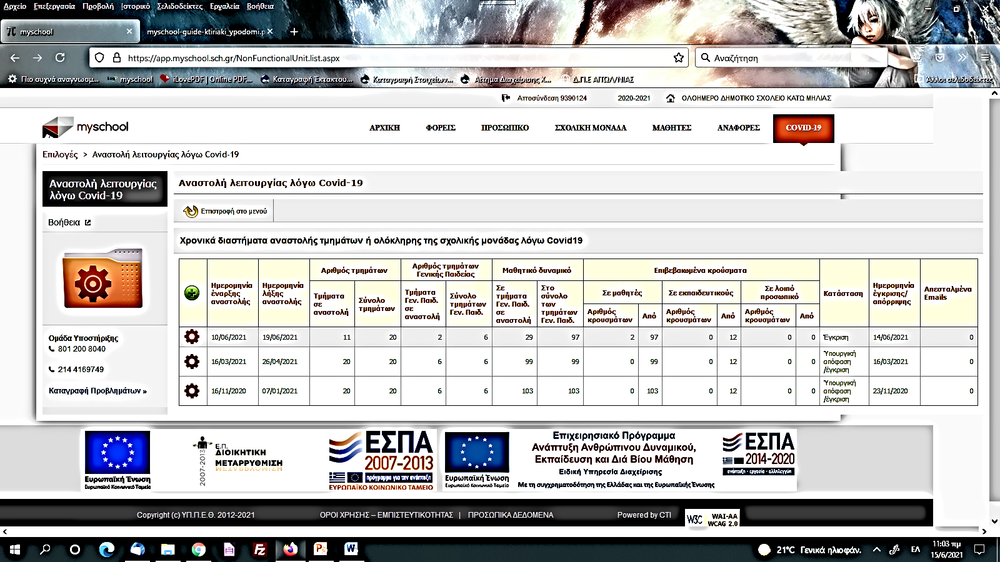 Αρχείο Επεξεργασία Προβολή Ιστορικό Σελιδοδείκτες Εργαλεία Βοήθεια
myschool
myschool-guide-ktiriaki_ypodomi.p
https://app.myschool.sch.gr/NonFunctionalUnit.list.aspx
Αναζήτηση
Πιο συχνά αναγνωσμ... myschool iLovePDF | Online PDF... Καταγραφή Έκτακτου... Καταγραφή Στοιχείων... Αίτημα Διαχείρισης Χ... Δ.Π.Ε ΑΙΤΩΛ/ΝΙΑΣ Άλλοι σελιδοδείκτες
Αποσύνδεση 9390124 2020-2021 ΟΛΟΗΜΕΡΟ ΔΗΜΟΤΙΚΟ ΣΧΟΛΕΙΟ ΚΑΤΩ ΜΗΛΙΑΣ
myschool
ΑΡΧΙΚΗ ΦΟΡΕΙΣ ΠΡΟΣΩΠΙΚΟ ΣΧΟΛΙΚΗ ΜΟΝΑΔΑ ΜΑΘΗΤΕΣ ΑΝΑΦΟΡΕΣ COVID-19
Επιλογές > Αναστολή λειτουργίας λόγω Covid-19
Αναστολή λειτουργίας
λόγω Covid-19
Βοήθεια
Ομάδα Υποστήριξης
801 200 8040
214 4169749
Καταγραφή Προβλημάτων »
Αναστολή λειτουργίας λόγω Covid-19
Επιστροφή στο μενού
Χρονικά διαστήματα αναστολής τμημάτων ή ολόκληρης της σχολικής μονάδας λόγω Covid19
Ημερομηνία έναρξης αναστολής
Ημερομηνία λήξης αναστολής
Αριθμός τμημάτων
Τμήματα σε αναστολή
Σύνολο τμημάτων
Αριθμός τμημάτων Γενικής Παιδείας
Τμήματα Γεν. Παιδ. σε αναστολή
Σύνολο τμημάτων Γεν. Παιδ.
Μαθητικό δυναμικό
Σε τμήματα Γεν. Παιδ. σε αναστολή
Στο σύνολο των τμημάτων Γεν. Παιδ.
Επιβεβαιωμένα κρούσματα
Σε μαθητές
Αριθμός κρουσμάτων Από
Σε εκπαιδευτικούς
Αριθμός κρουσμάτων Από
Σε λοιπό προσωπικό
Αριθμός κρουσμάτων Από
Κατάσταση
Ημερομηνία έγκρισης/ απόρριψης
Απεσταλμένα Emails
10/06/2021 19/06/2021 11 20 2 6 29 97 2 97 0 12 0 0 Έγκριση 14/06/2021 0
16/03/2021 26/04/2021 20 20 6 6 99 99 0 99 0 12 0 0 Υπουργική απόφαση /έγκριση 16/03/2021 0
16/11/2020 07/01/2021 20 20 6 6 103 103 0 103 0 12 0 0 Υπουργική απόφαση /έγκριση 23/11/2020 0
Ευρωπαϊκή Ένωση
Ευρωπαϊκό Κοινωνικό Ταμείο
2007-2013
Ε.Π.
ΔΙΟΙΚΗΤΙΚΗ
ΜΕΤΑΡΡΥΘΜΙΣΗ
ΕΣΠΑ
2007-2013
πρόγραμμα για την ανάπτυξη
ΕΥΡΩΠΑΪΚΟ ΚΟΙΝΩΝΙΚΟ ΤΑΜΕΙΟ
Ευρωπαϊκή Ένωση
Ευρωπαϊκό Κοινωνικό Ταμείο
Επιχειρησιακό Πρόγραμμα
Ανάπτυξη Ανθρώπινου Δυναμικού,
Εκπαίδευση και Διά Βίου Μάθηση
Ειδική Υπηρεσία Διαχείρισης
Με τη συγχρηματοδότηση της Ελλάδας και της Ευρωπαϊκής Ένωσης
ΕΣΠΑ
2014-2020
ανάπτυξη - εργασία - αλληλεγγύη
Copyright (c) ΥΠ.Π.Ε.Θ. 2012-2021 ΟΡΟΙ ΧΡΗΣΗΣ – ΕΜΠΙΣΤΕΥΤΙΚΟΤΗΤΑΣ | ΠΡΟΣΩΠΙΚΑ ΔΕΔΟΜΕΝΑ Powered by CTI
W3C WAI-AA
WCAG 2.0
21°C Γενικά ηλιοφάν. ΕΛ
11:03 πμ
15/6/2021